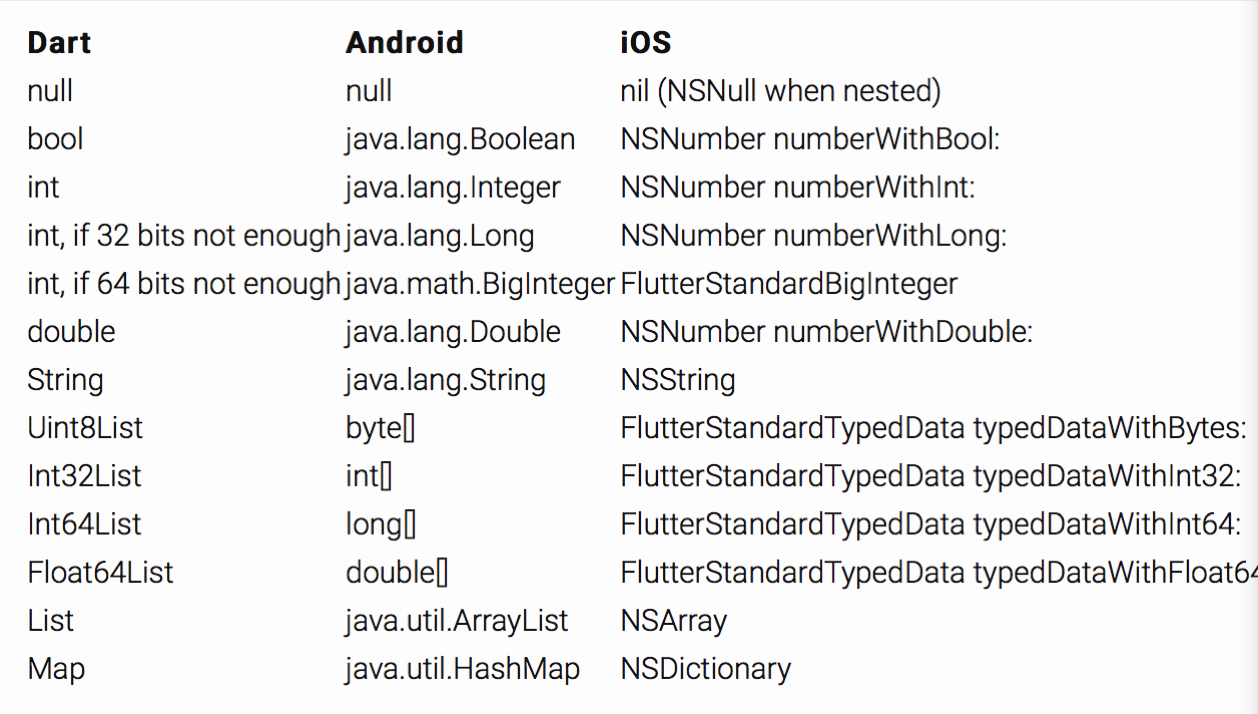 Dart Android iOS
null null nil (NSNull when nested)
bool java.lang.Boolean NSNumber numberWithBool:
int java.lang.Integer NSNumber numberWithInt:
int, if 32 bits not enough java.lang.Long NSNumber numberWithLong:
int, if 64 bits not enough java.math.BigInteger FlutterStandardBigInteger
double java.lang.Double NSNumber numberWithDouble:
String java.lang.String NSString
Uint8List byte[] FlutterStandardTypedData typedDataWithBytes:
Int32List int[] FlutterStandardTypedData typedDataWithInt32:
Int64List long[] FlutterStandardTypedData typedDataWithInt64:
Float64List double[] FlutterStandardTypedData typedDataWithFloat64
List java.util.ArrayList NSArray
Map java.util.HashMap NSDictionary